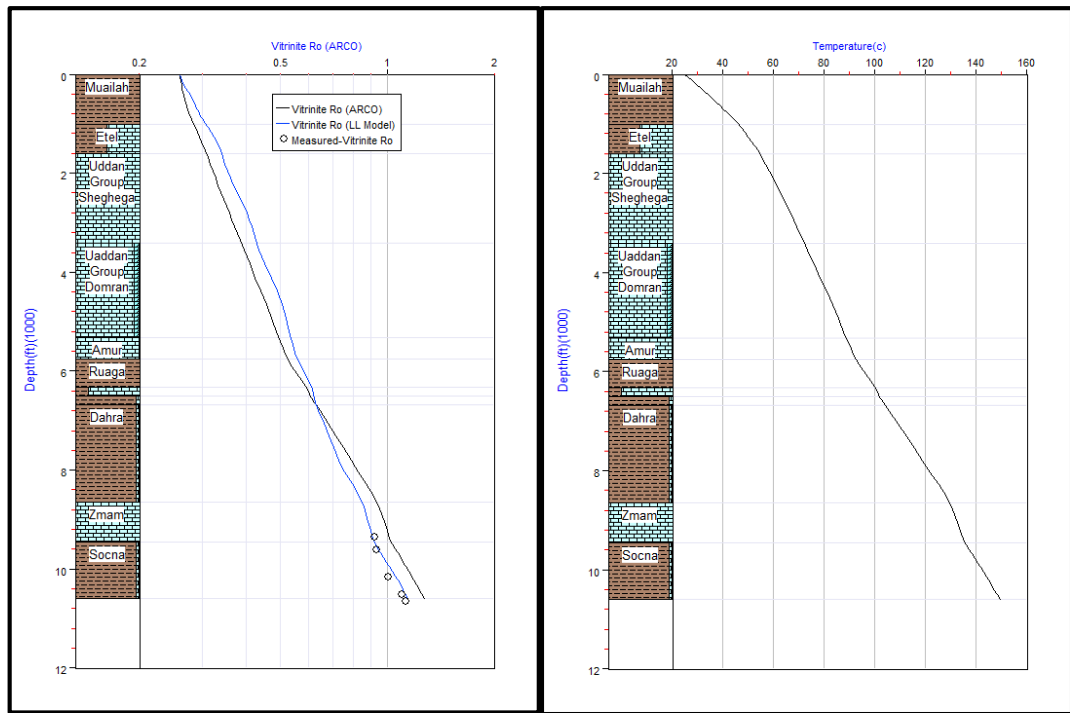 Vitrinite Ro (ARCO)
0.2 0.5 1 2
0
2
4
6
8
10
12
Depth(ft)(1000)
Muailah
Etel
Uddan
Group
Sheghega
Uaddan
Group
Domran
Amur
Ruaga
Dahra
Zmam
Socna
Vitrinite Ro (ARCO)
Vitrinite Ro (LL Model)
Measured-Vitrinite Ro
Temperature(c)
20 40 60 80 100 120 140 160
0
2
4
6
8
10
12
Depth(ft)(1000)
Muailah
Etel
Uddan
Group
Sheghega
Uaddan
Group
Domran
Amur
Ruaga
Dahra
Zmam
Socna